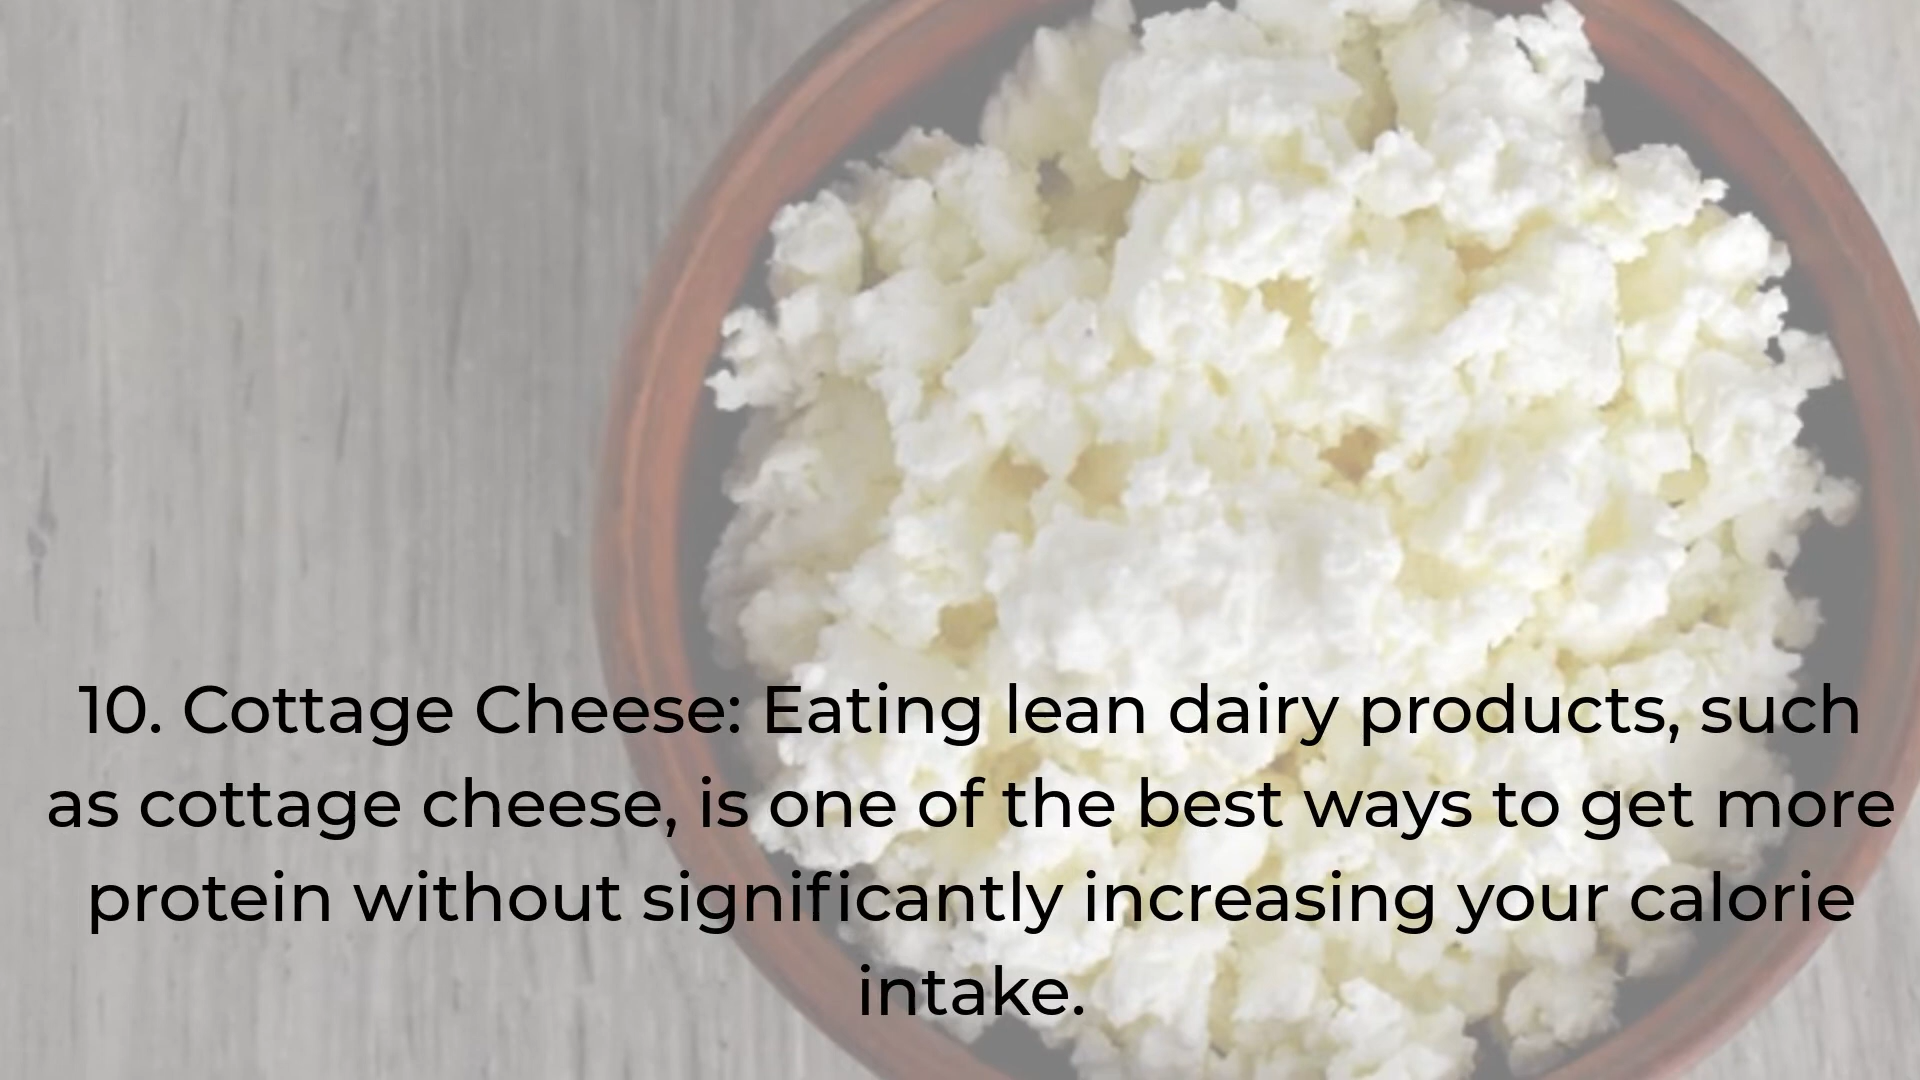 10. Cottage Cheese: Eating lean dairy products, such
as cottage cheese, is one of the best ways to get more
protein without significantly increasing your calorie
intake.